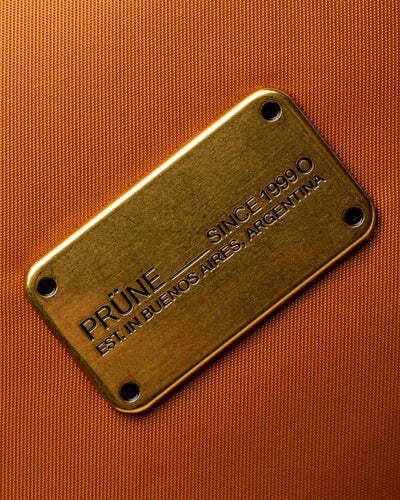 PRÜNE ___ SINCE 1999 O
EST. IN BUENOS AIRES, ARGENTINA